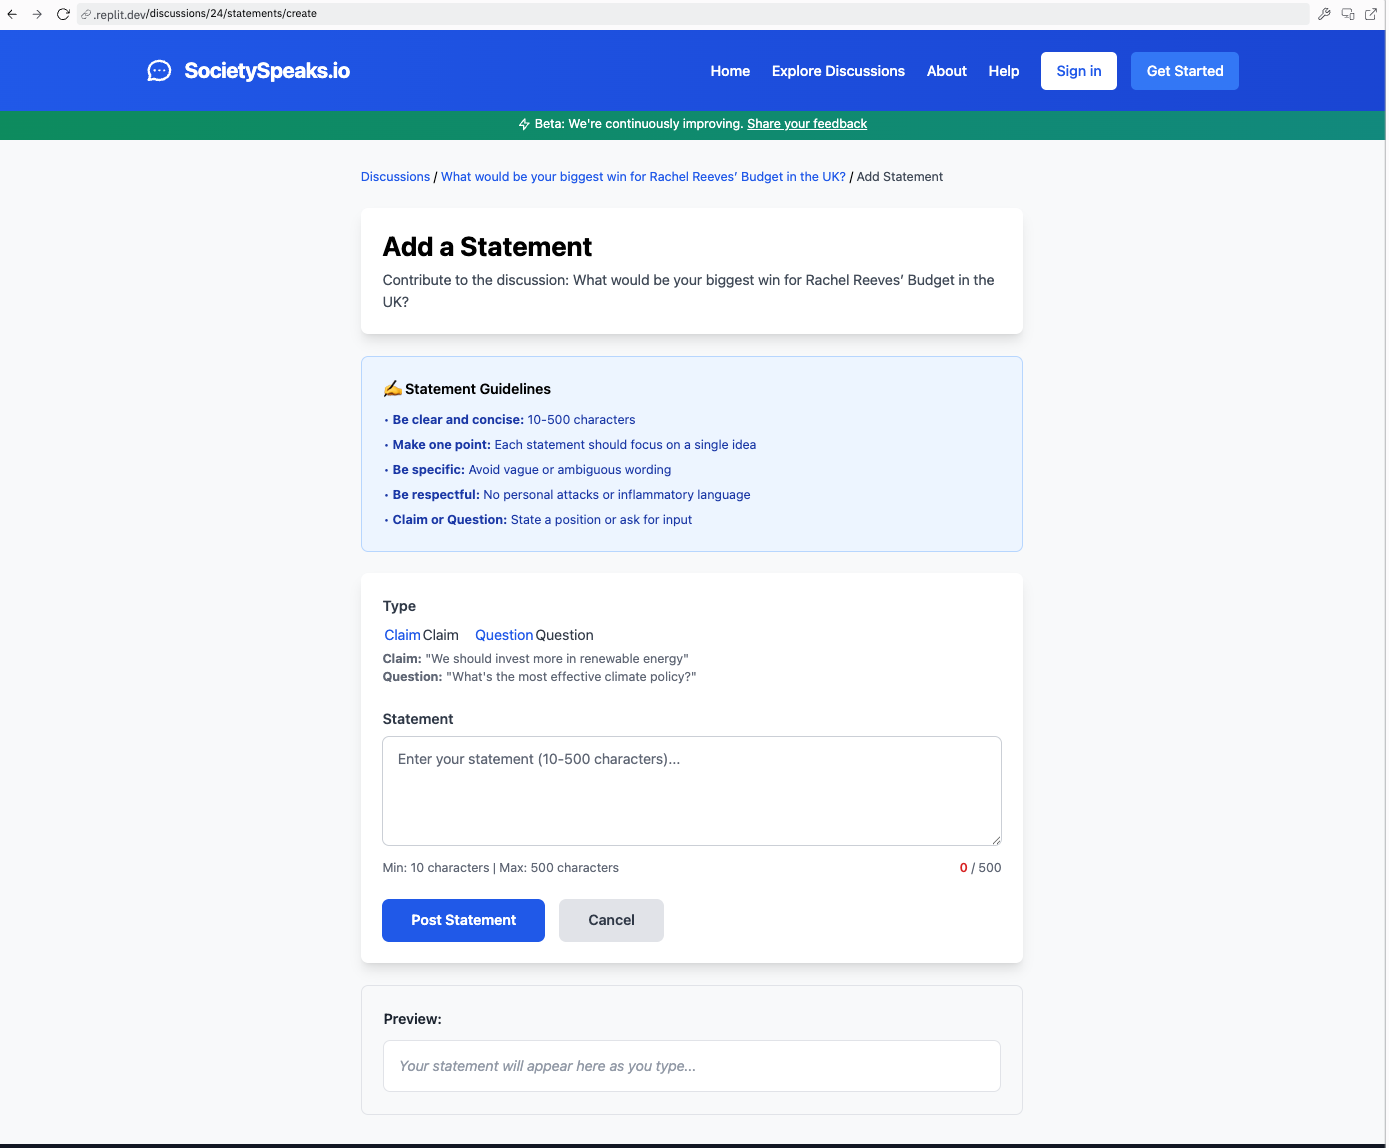 .replit.dev/discussions/24/statements/create
SocietySpeaks.io
Home Explore Discussions About Help Sign in Get Started
Beta: We're continuously improving. Share your feedback
Discussions / What would be your biggest win for Rachel Reeves’ Budget in the UK? / Add Statement
Add a Statement
Contribute to the discussion: What would be your biggest win for Rachel Reeves’ Budget in the
UK?
✍️ Statement Guidelines
• Be clear and concise: 10-500 characters
• Make one point: Each statement should focus on a single idea
• Be specific: Avoid vague or ambiguous wording
• Be respectful: No personal attacks or inflammatory language
• Claim or Question: State a position or ask for input
Type
Claim Claim Question Question
Claim: "We should invest more in renewable energy"
Question: "What's the most effective climate policy?"
Statement
Enter your statement (10-500 characters)...
Min: 10 characters | Max: 500 characters 0 / 500
Post Statement Cancel
Preview:
Your statement will appear here as you type...